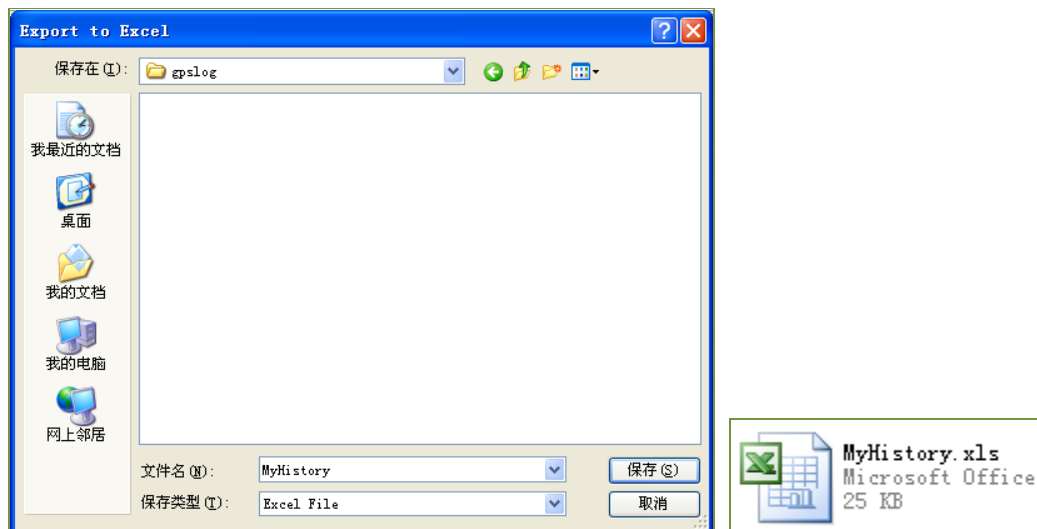 Export to Excel
保存在(I):
gpslog
我最近的文档
桌面
我的文档
我的电脑
网上邻居
文件名(N):
MyHistory
保存(S)
保存类型(T):
Excel File
取消
MyHistory.xls
Microsoft Office
25 KB